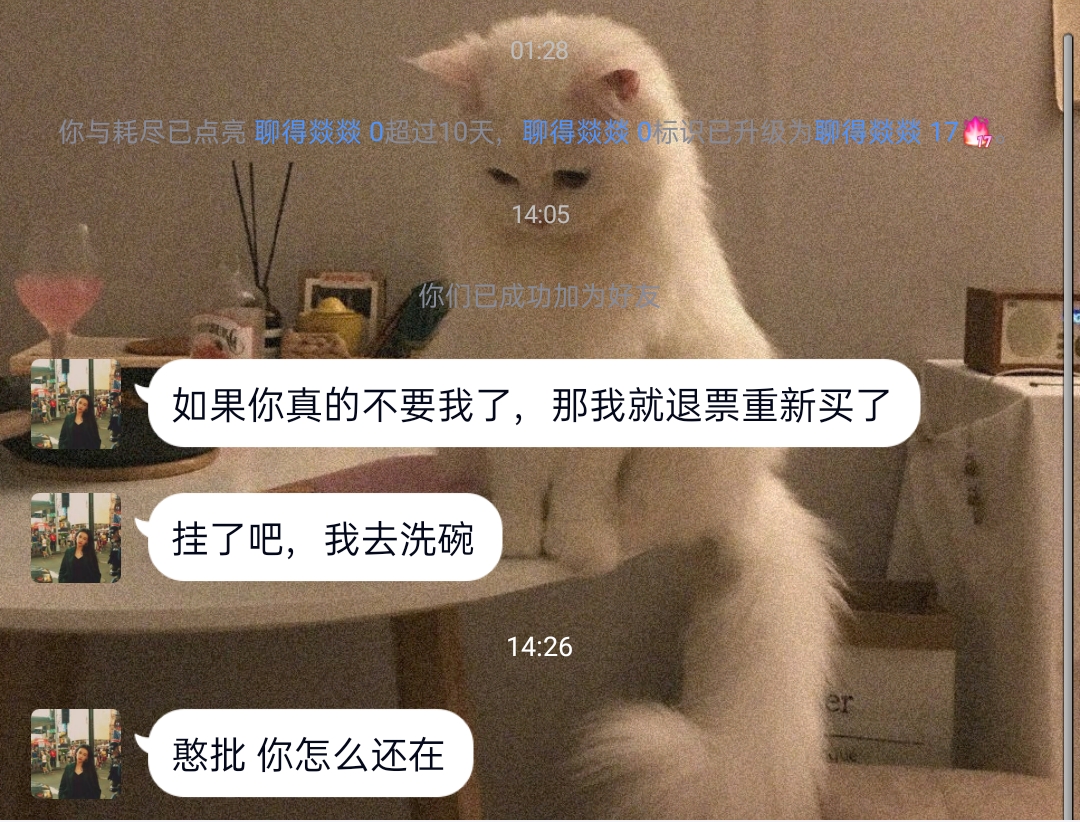 01:28
你与耗尽已点亮 聊得燚燚 0超过10天，聊得燚燚 0标识已升级为聊得燚燚 17 17。
14:05
你们已成功加为好友
如果你真的不要我了，那我就退票重新买了
挂了吧，我去洗碗
14:26
憨批 你怎么还在
er